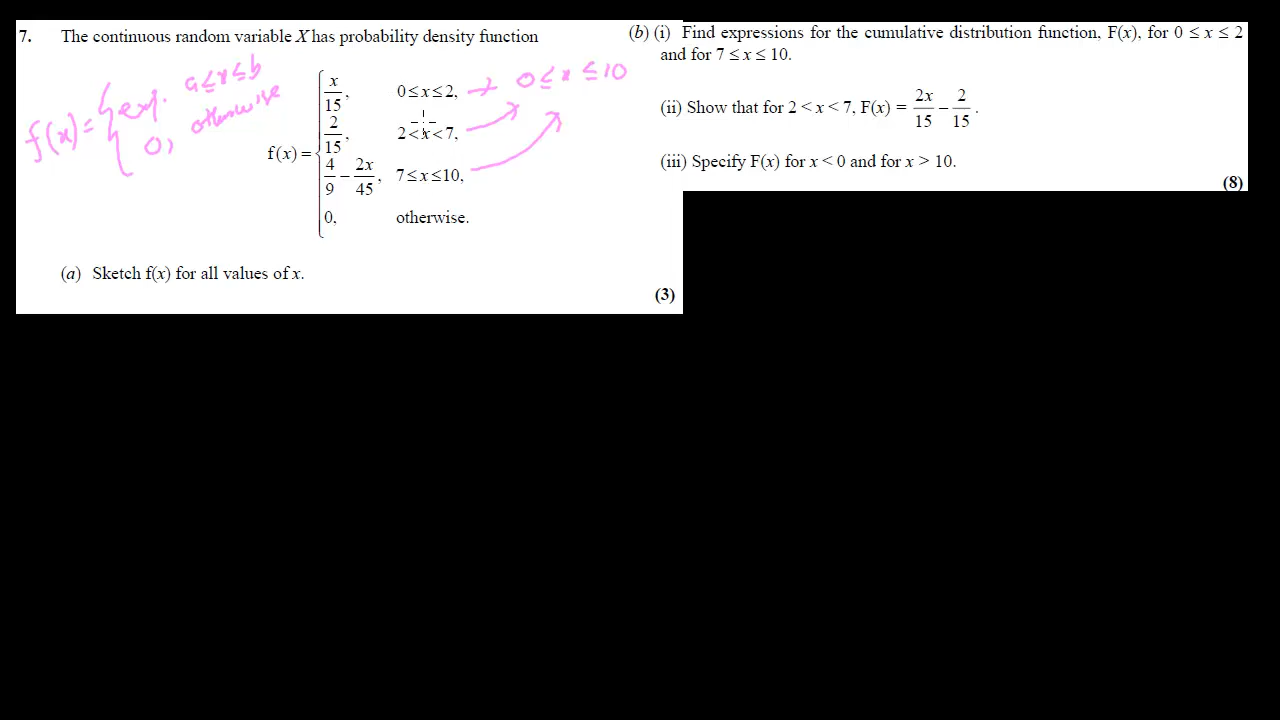 7. The continuous random variable X has probability density function
f(x) = { exp. a ≤ x ≤ b
0, otherwise
f(x) =
x/15, 0 ≤ x ≤ 2, → 0 ≤ x ≤ 10
2/15, 2 < x < 7,
4/9 − 2x/45, 7 ≤ x ≤ 10,
0, otherwise.
(a) Sketch f(x) for all values of x.
(3)
(b) (i) Find expressions for the cumulative distribution function, F(x), for 0 ≤ x ≤ 2
and for 7 ≤ x ≤ 10.
(ii) Show that for 2 < x < 7, F(x) = 2x/15 − 2/15.
(iii) Specify F(x) for x < 0 and for x > 10.
(8)